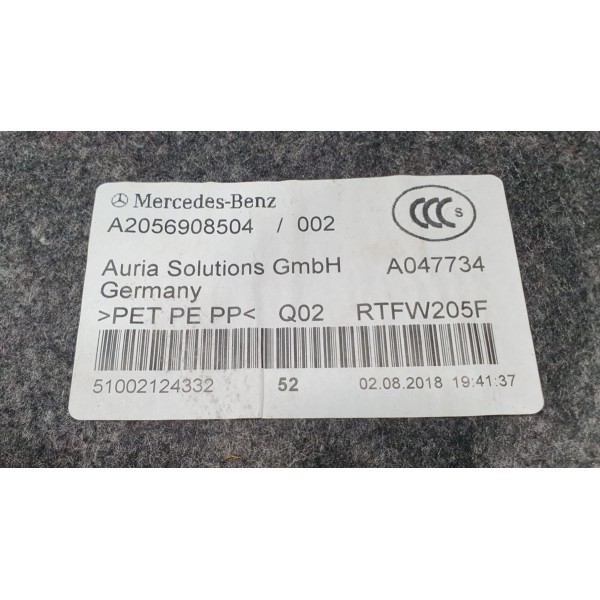 Mercedes-Benz
A2056908504 / 002
CCC S
Auria Solutions GmbH A047734
Germany
>PET PE PP< Q02 RTFW205F
51002124332 52 02.08.2018 19:41:37